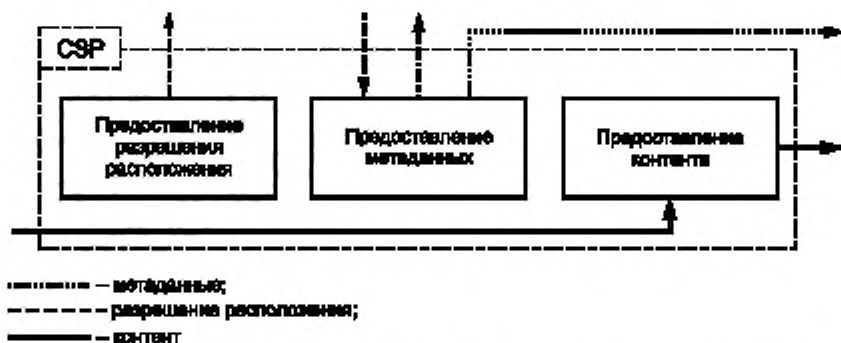 CSP
Предоставление
разрешения
расположения
Предоставление
метаданных
Предоставление
контента
– метаданные;
– разрешение расположения;
– контент